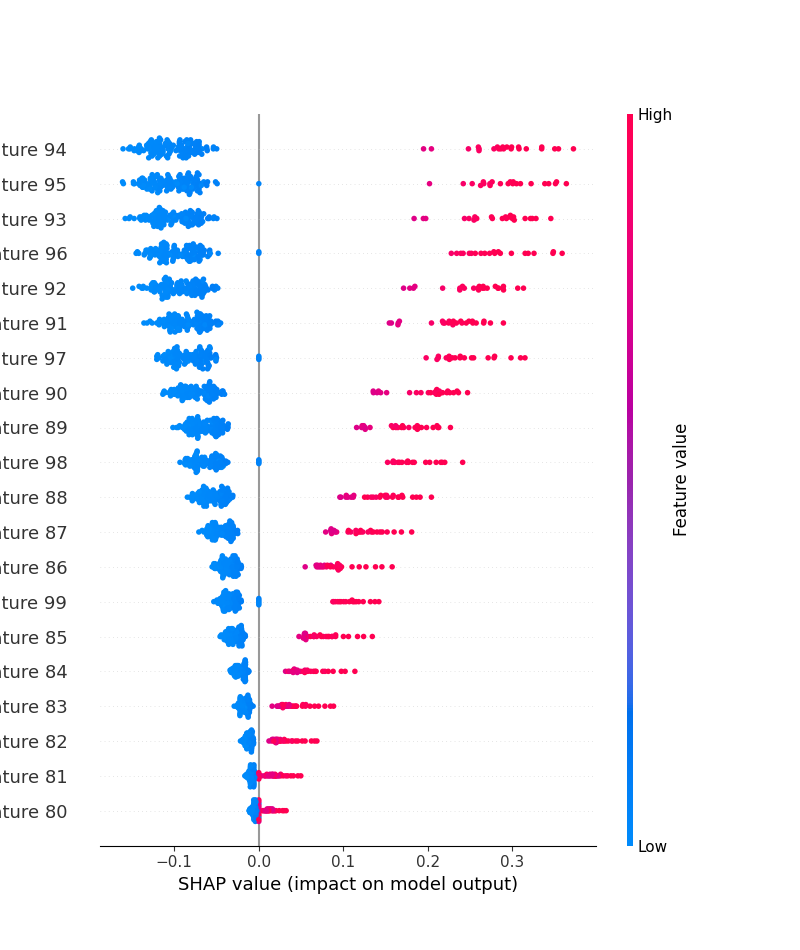 High
ture 94
ture 95
ture 93
ture 96
ture 92
ture 91
ture 97
ture 90
ture 89
ture 98
ture 88
ture 87
ture 86
ture 99
ture 85
ture 84
ture 83
ture 82
ture 81
ture 80
Feature value
Low
−0.1 0.0 0.1 0.2 0.3
SHAP value (impact on model output)